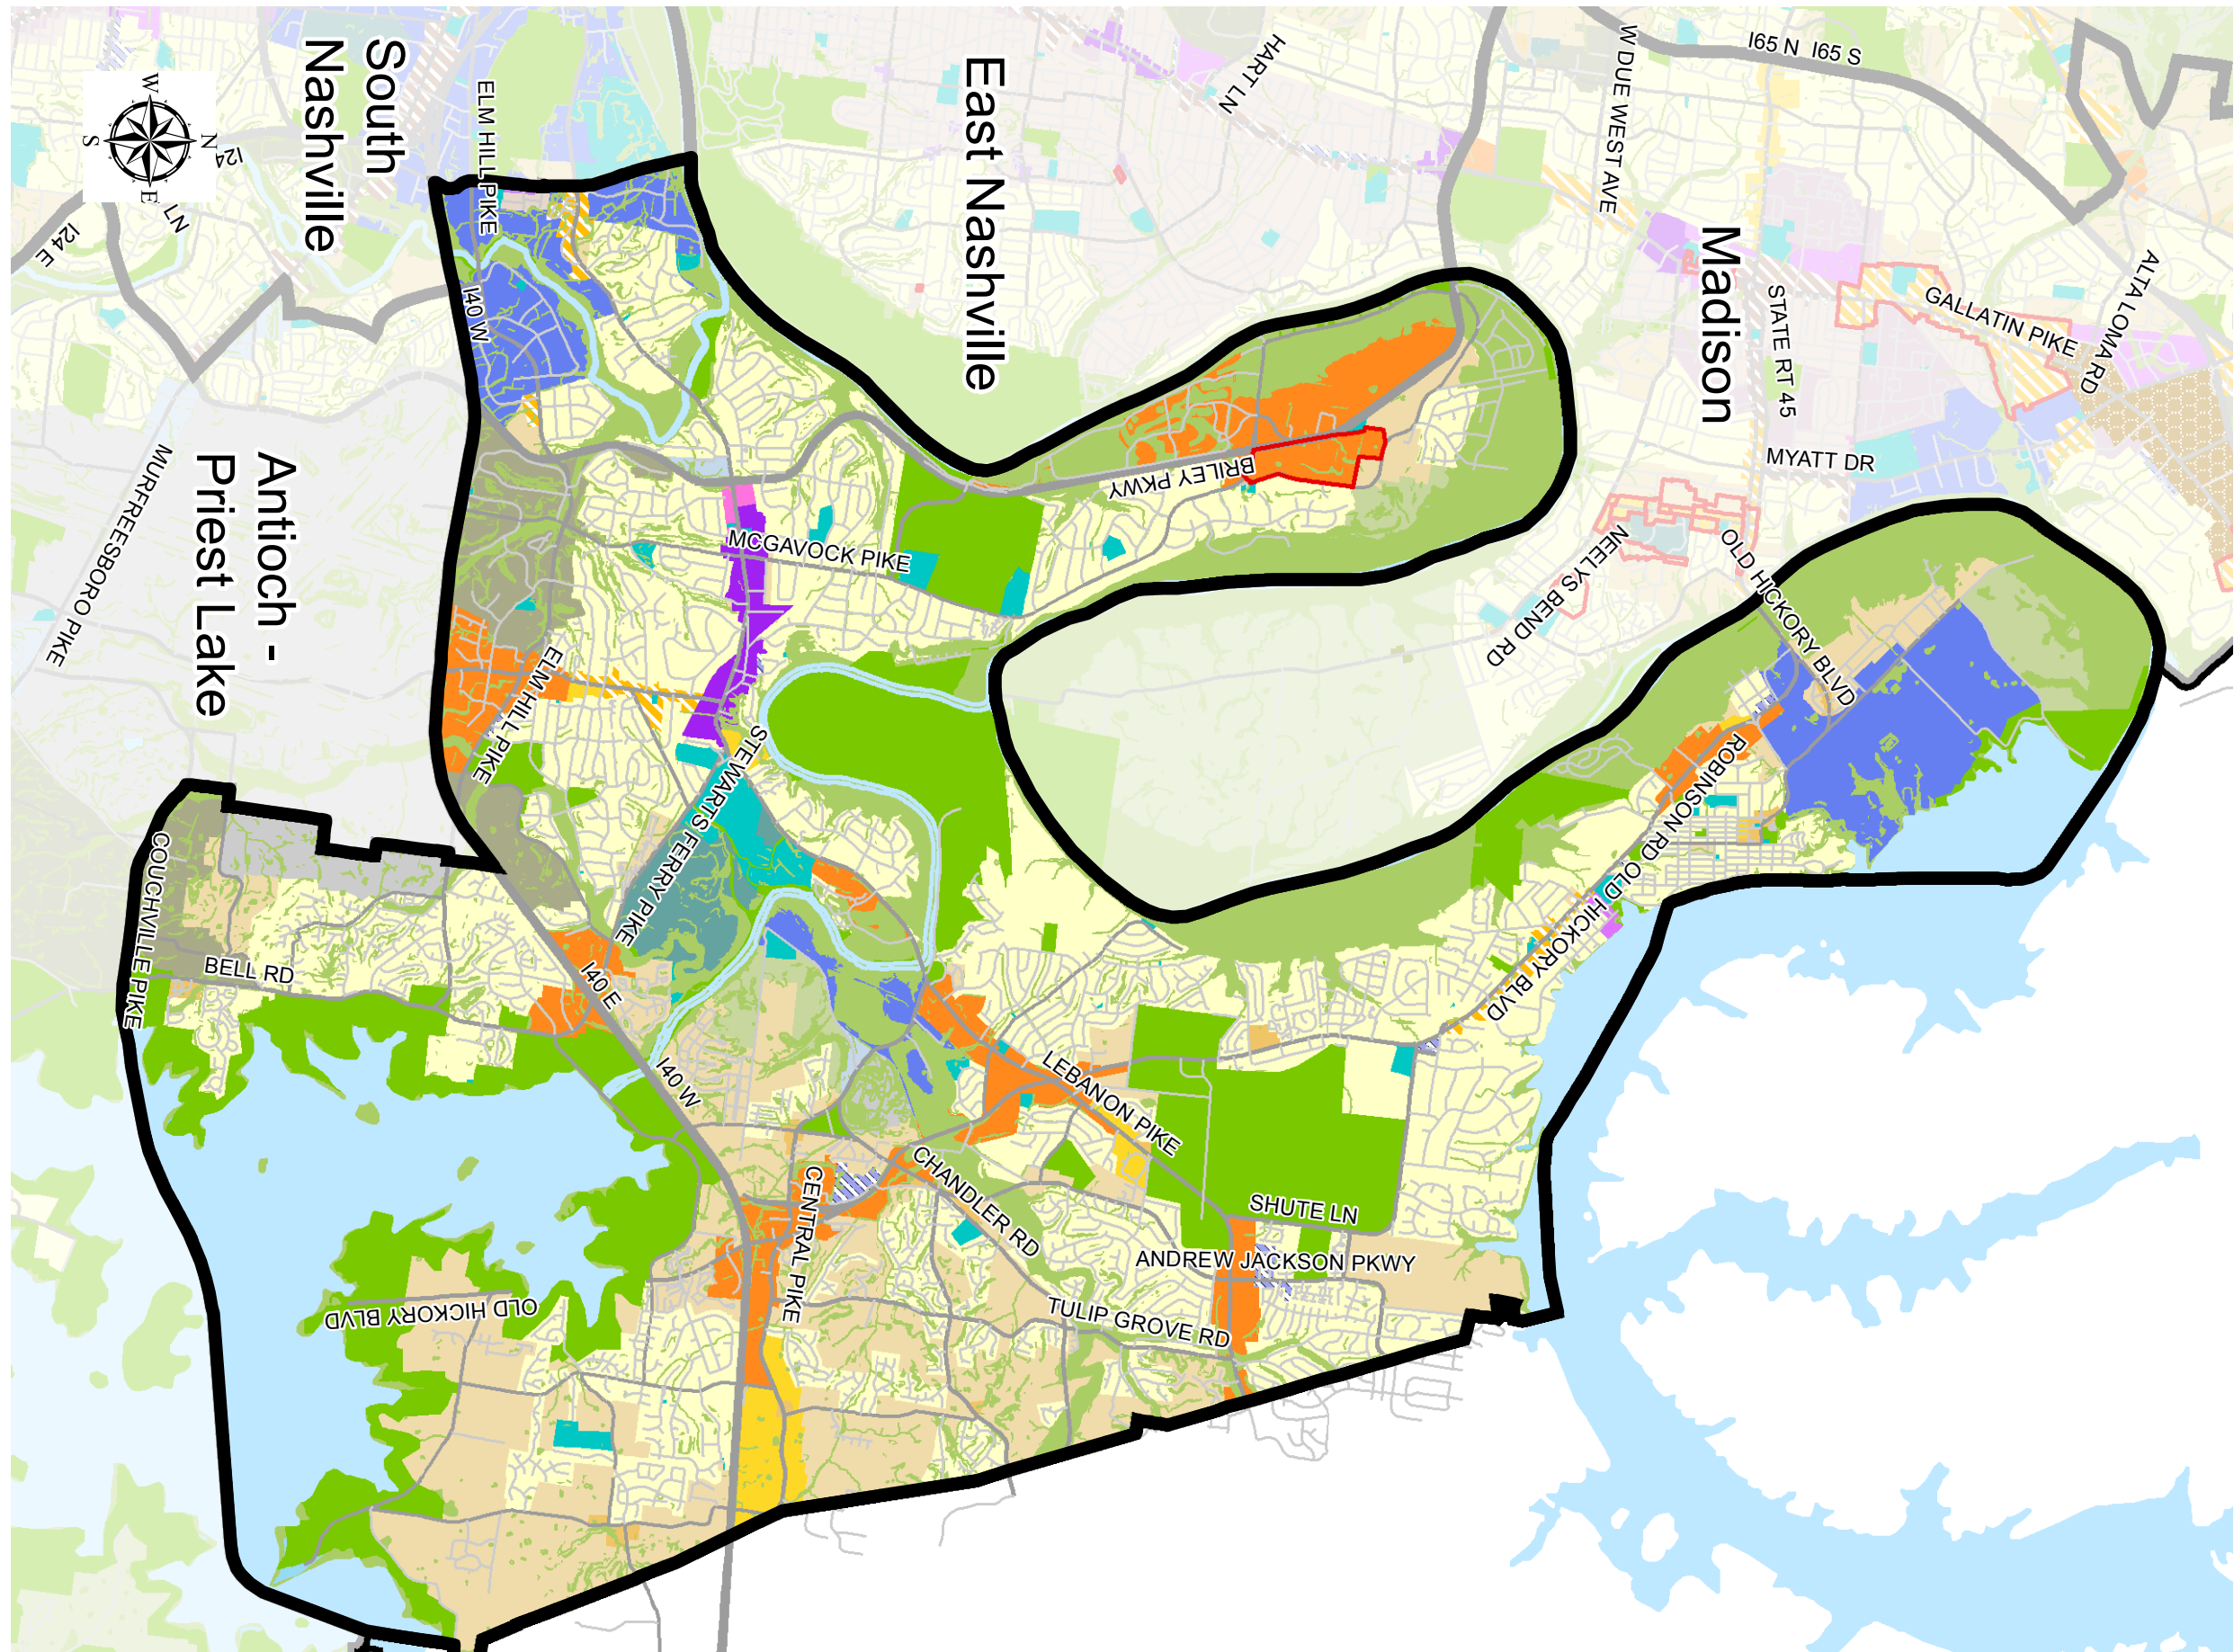 South
Nashville
East Nashville
Madison
Antioch -
Priest Lake
W
N
S
E
I24
LN
I24 E
ELM HILL PIKE
I40 W
MURFREESBORO PIKE
HART LN
W DUE WEST AVE
I65 N I65 S
STATE RT 45
GALLATIN PIKE
ALTA LOMA RD
MYATT DR
NEELYS BEND RD
OLD HICKORY BLVD
BRILEY PKWY
MCGAVOCK PIKE
ELM HILL PIKE
STEWARTS FERRY PIKE
ROBINSON RD
OLD HICKORY BLVD
COUCHVILLE PIKE
BELL RD
I40 E
I40 W
LEBANON PIKE
CHANDLER RD
CENTRAL PIKE
SHUTE LN
ANDREW JACKSON PKWY
TULIP GROVE RD
OLD HICKORY BLVD